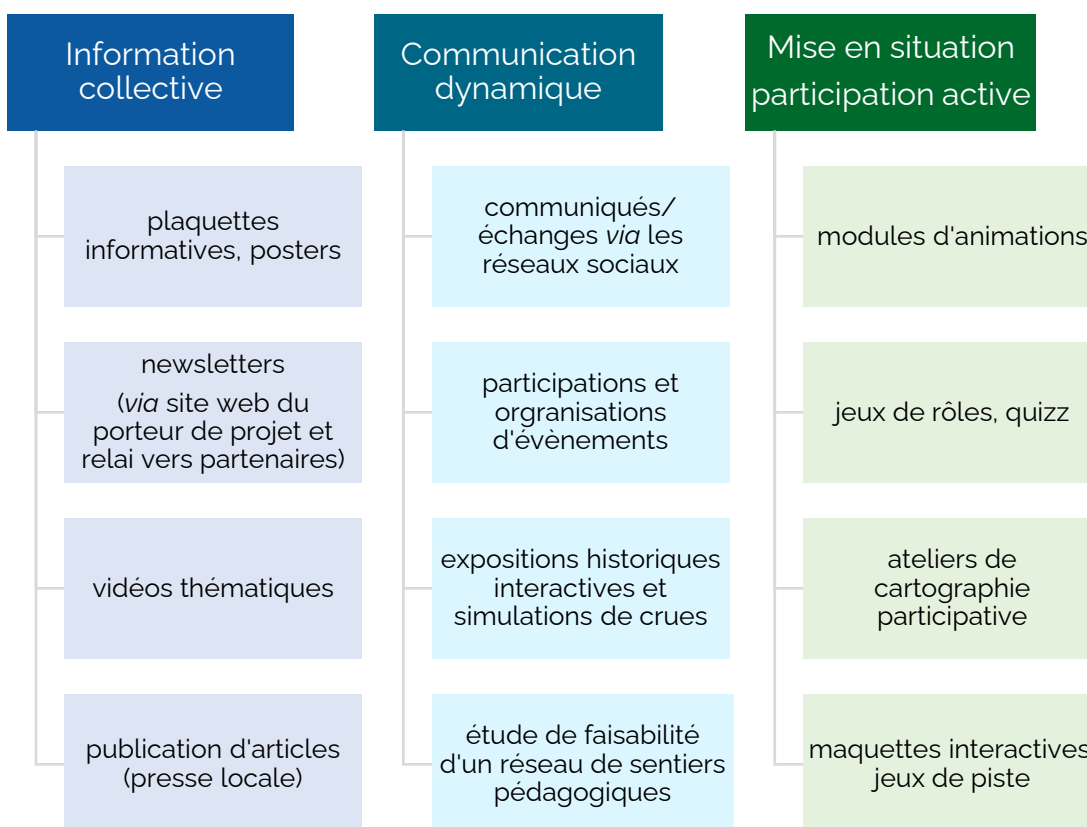 Information
collective
plaquettes
informatives, posters
newsletters
(via site web du
porteur de projet et
relai vers partenaires)
vidéos thématiques
publication d'articles
(presse locale)
Communication
dynamique
communiqués/
échanges via les
réseaux sociaux
participations et
orgranisations
d'évènements
expositions historiques
interactives et
simulations de crues
étude de faisabilité
d'un réseau de sentiers
pédagogiques
Mise en situation
participation active
modules d'animations
jeux de rôles, quizz
ateliers de
cartographie
participative
maquettes interactives
jeux de piste